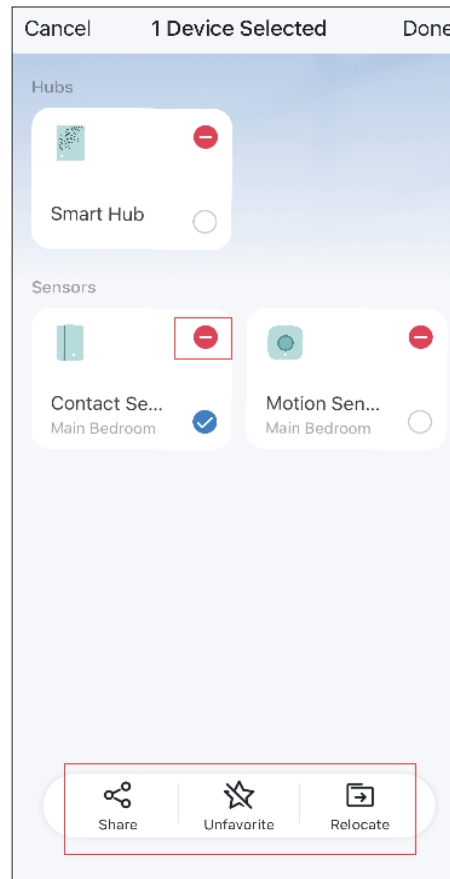 Cancel 1 Device Selected Done
Hubs
Smart Hub
Sensors
Contact Se... Motion Sen...
Main Bedroom Main Bedroom
Share Unfavorite Relocate